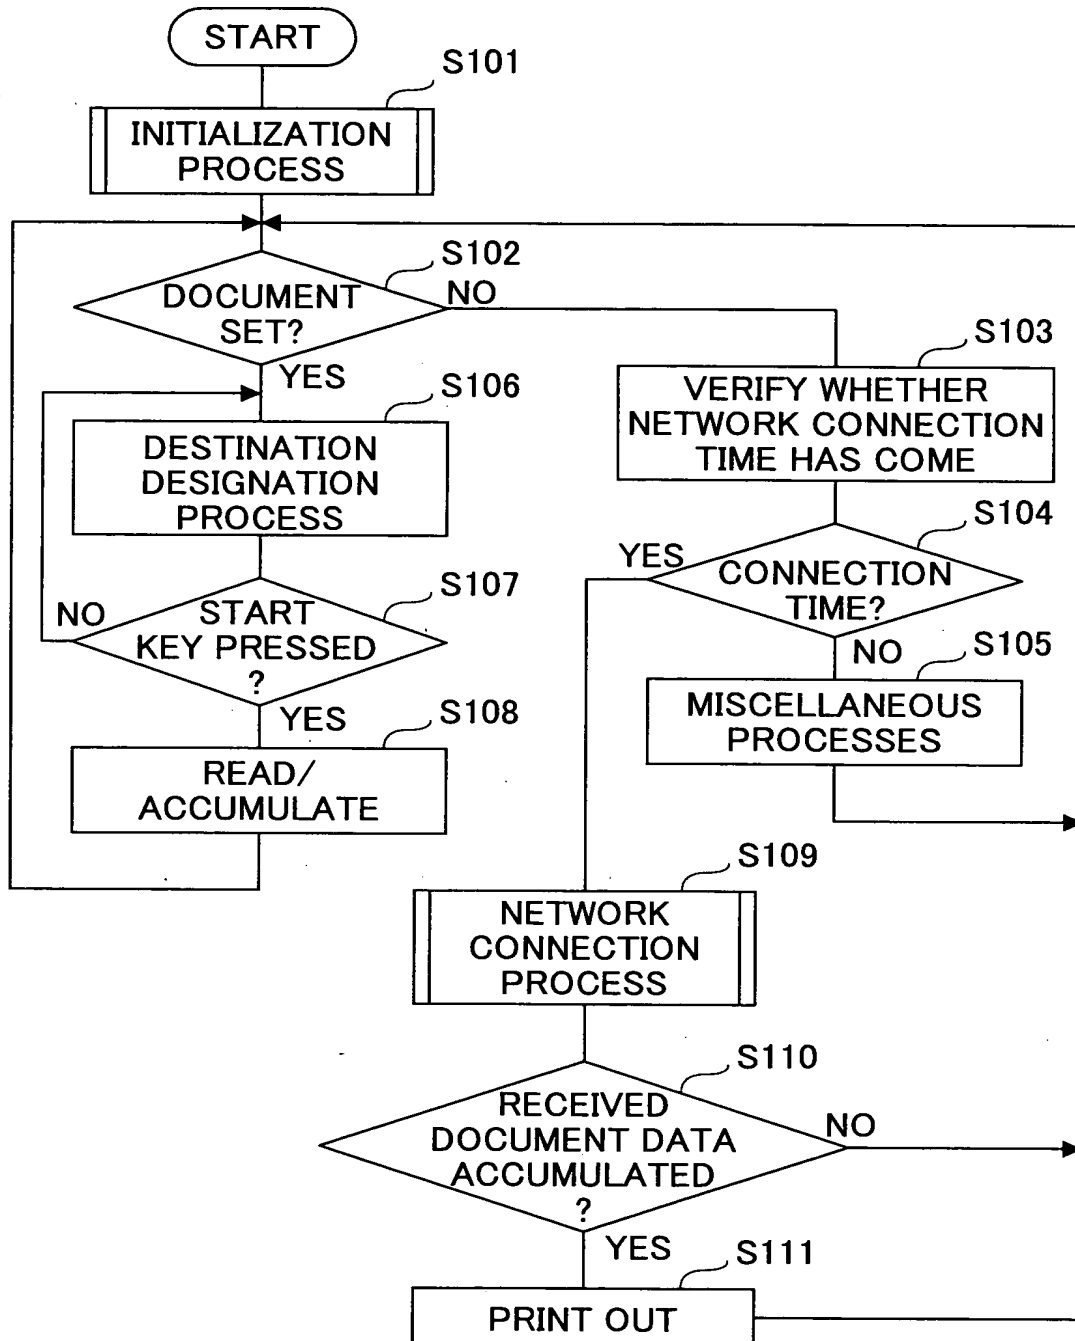 START
S101
INITIALIZATION
PROCESS
S102
DOCUMENT
SET?
NO
YES
S103
VERIFY WHETHER
NETWORK CONNECTION
TIME HAS COME
S106
DESTINATION
DESIGNATION
PROCESS
S104
YES
CONNECTION
TIME?
NO
S107
NO
START
KEY PRESSED
?
YES
S105
MISCELLANEOUS
PROCESSES
S108
READ/
ACCUMULATE
S109
NETWORK
CONNECTION
PROCESS
S110
RECEIVED
DOCUMENT DATA
ACCUMULATED
?
NO
YES
S111
PRINT OUT